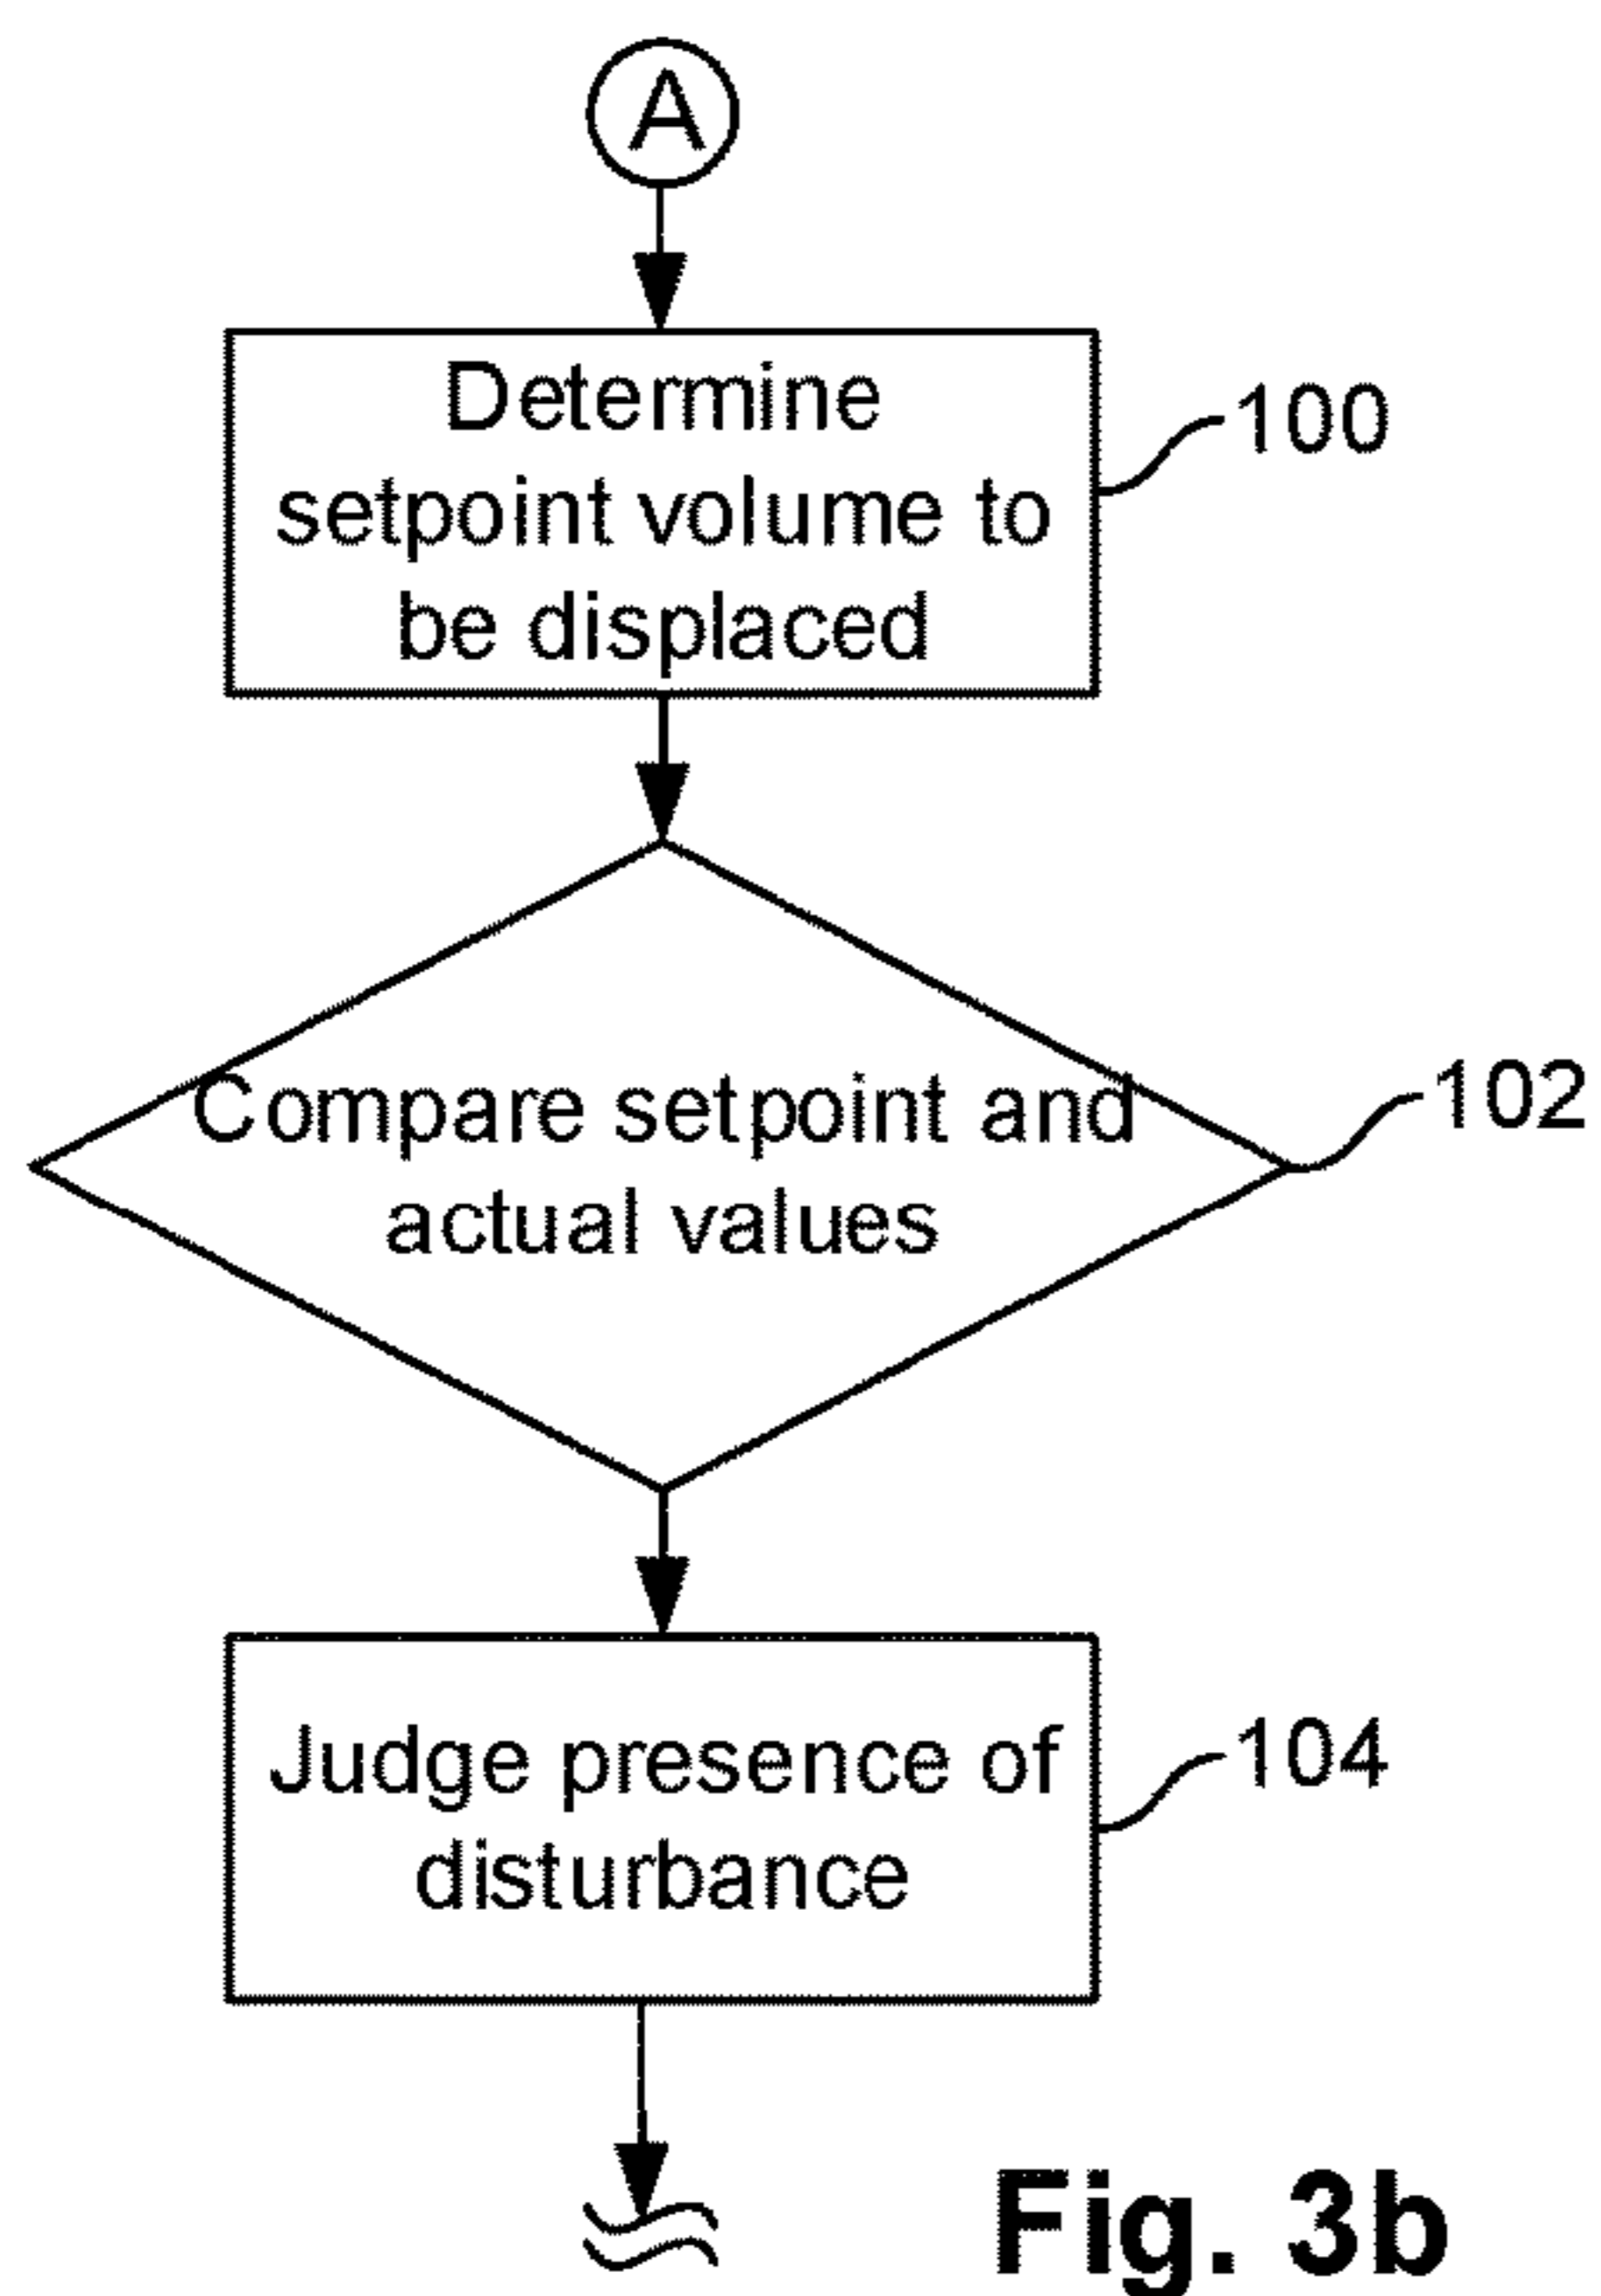 A
Determine
setpoint volume to
be displaced
100
Compare setpoint and
actual values
102
Judge presence of
disturbance
104
Fig. 3b